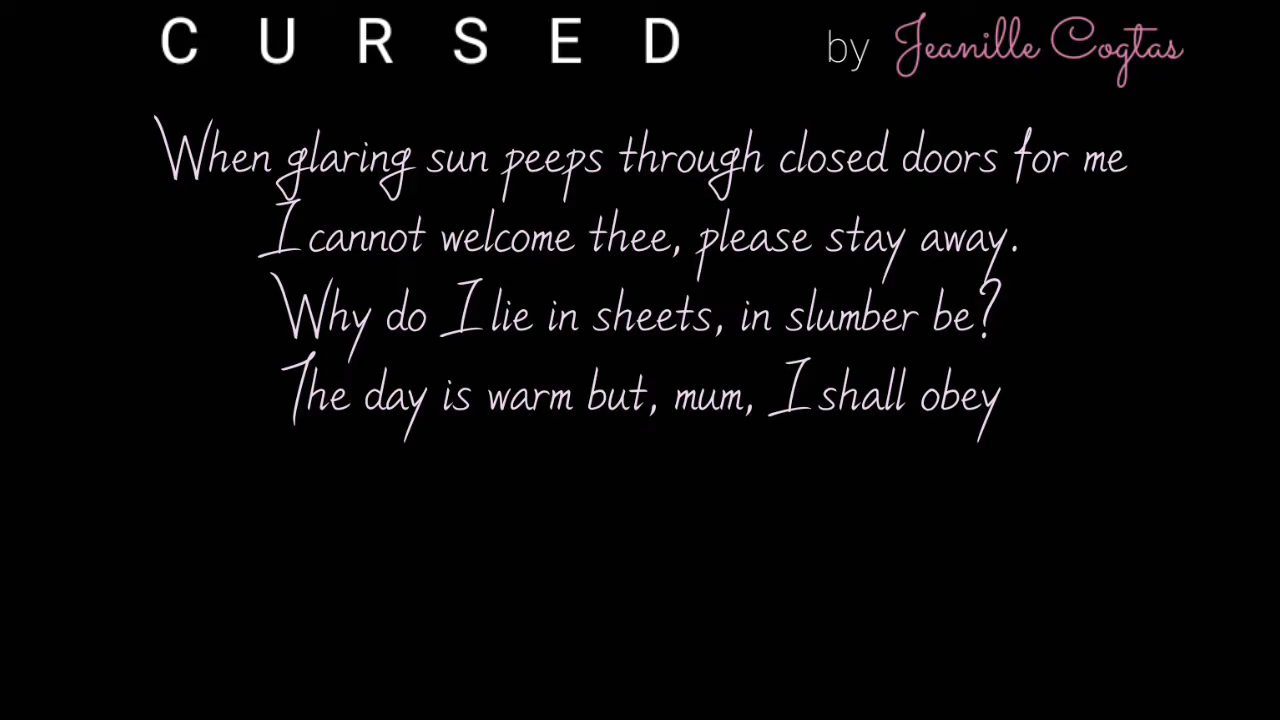 C U R S E D by Jeanille Cogtas
When glaring sun peeps through closed doors for me
I cannot welcome thee, please stay away.
Why do I lie in sheets, in slumber be?
The day is warm but, mum, I shall obey